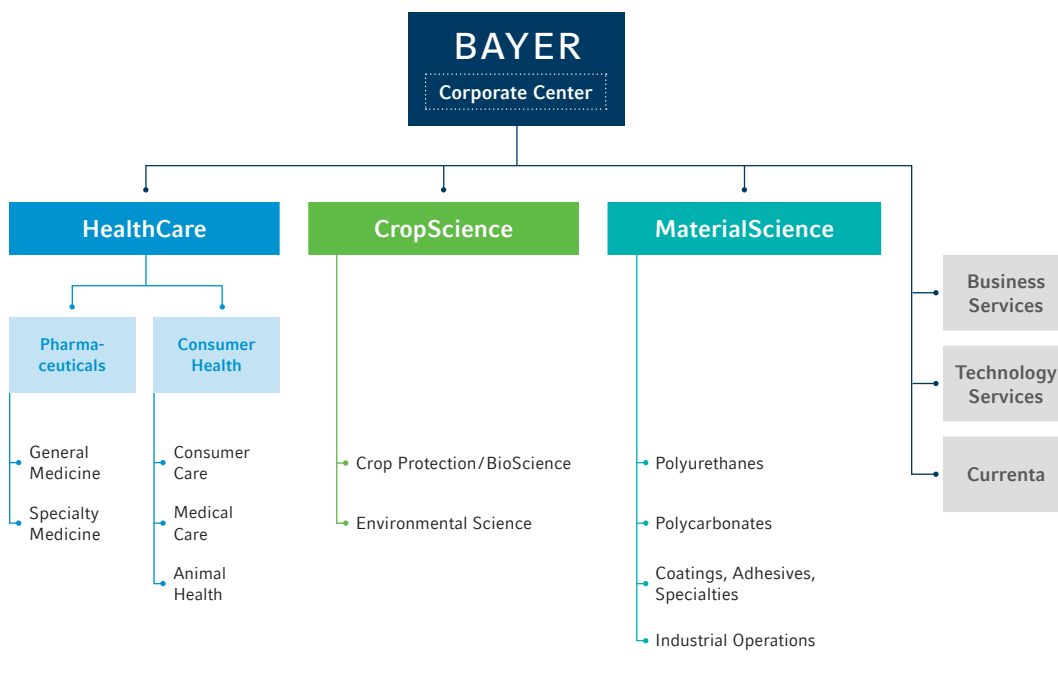 BAYER
Corporate Center
HealthCare
CropScience
MaterialScience
Business
Services
Technology
Services
Currenta
Pharma-
ceuticals
Consumer
Health
General
Medicine
Specialty
Medicine
Consumer
Care
Medical
Care
Animal
Health
Crop Protection/BioScience
Environmental Science
Polyurethanes
Polycarbonates
Coatings, Adhesives,
Specialties
Industrial Operations